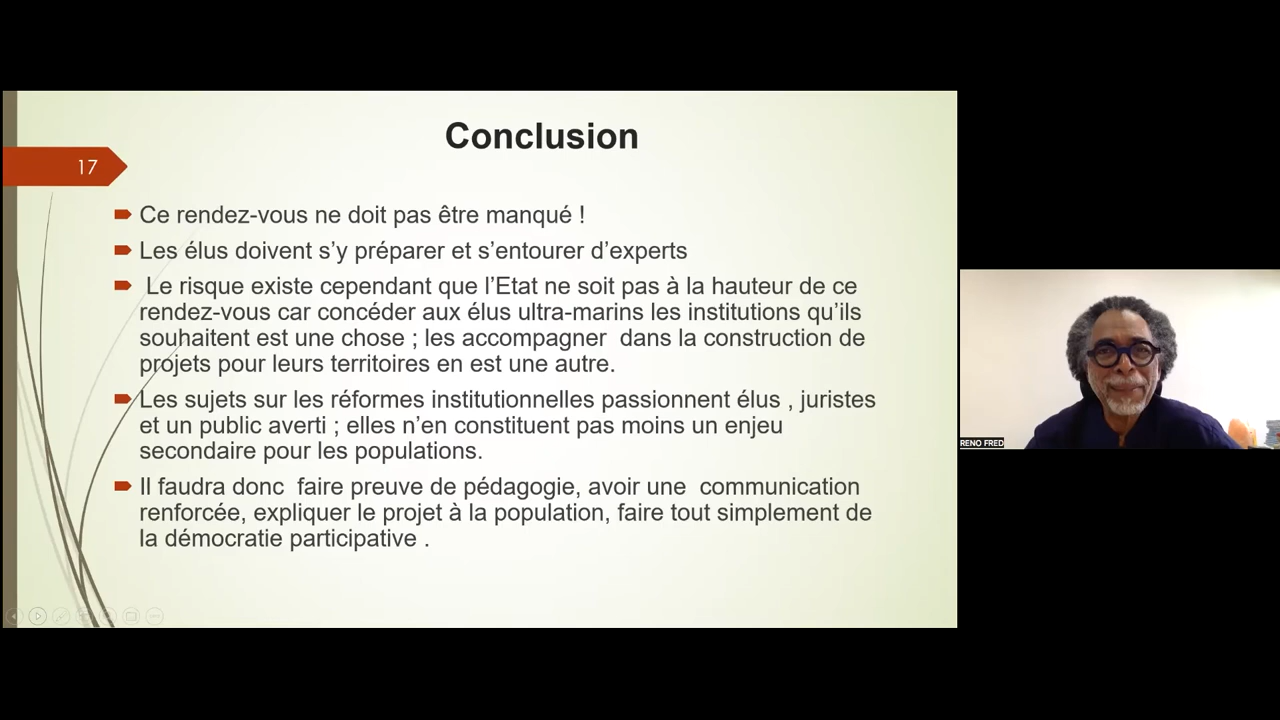 Conclusion
17
Ce rendez-vous ne doit pas être manqué !
Les élus doivent s’y préparer et s’entourer d’experts
Le risque existe cependant que l’Etat ne soit pas à la hauteur de ce
rendez-vous car concéder aux élus ultra-marins les institutions qu’ils
souhaitent est une chose ; les accompagner dans la construction de
projets pour leurs territoires en est une autre.
Les sujets sur les réformes institutionnelles passionnent élus , juristes
et un public averti ; elles n’en constituent pas moins un enjeu
secondaire pour les populations.
Il faudra donc faire preuve de pédagogie, avoir une communication
renforcée, expliquer le projet à la population, faire tout simplement de
la démocratie participative .
RENO FRED